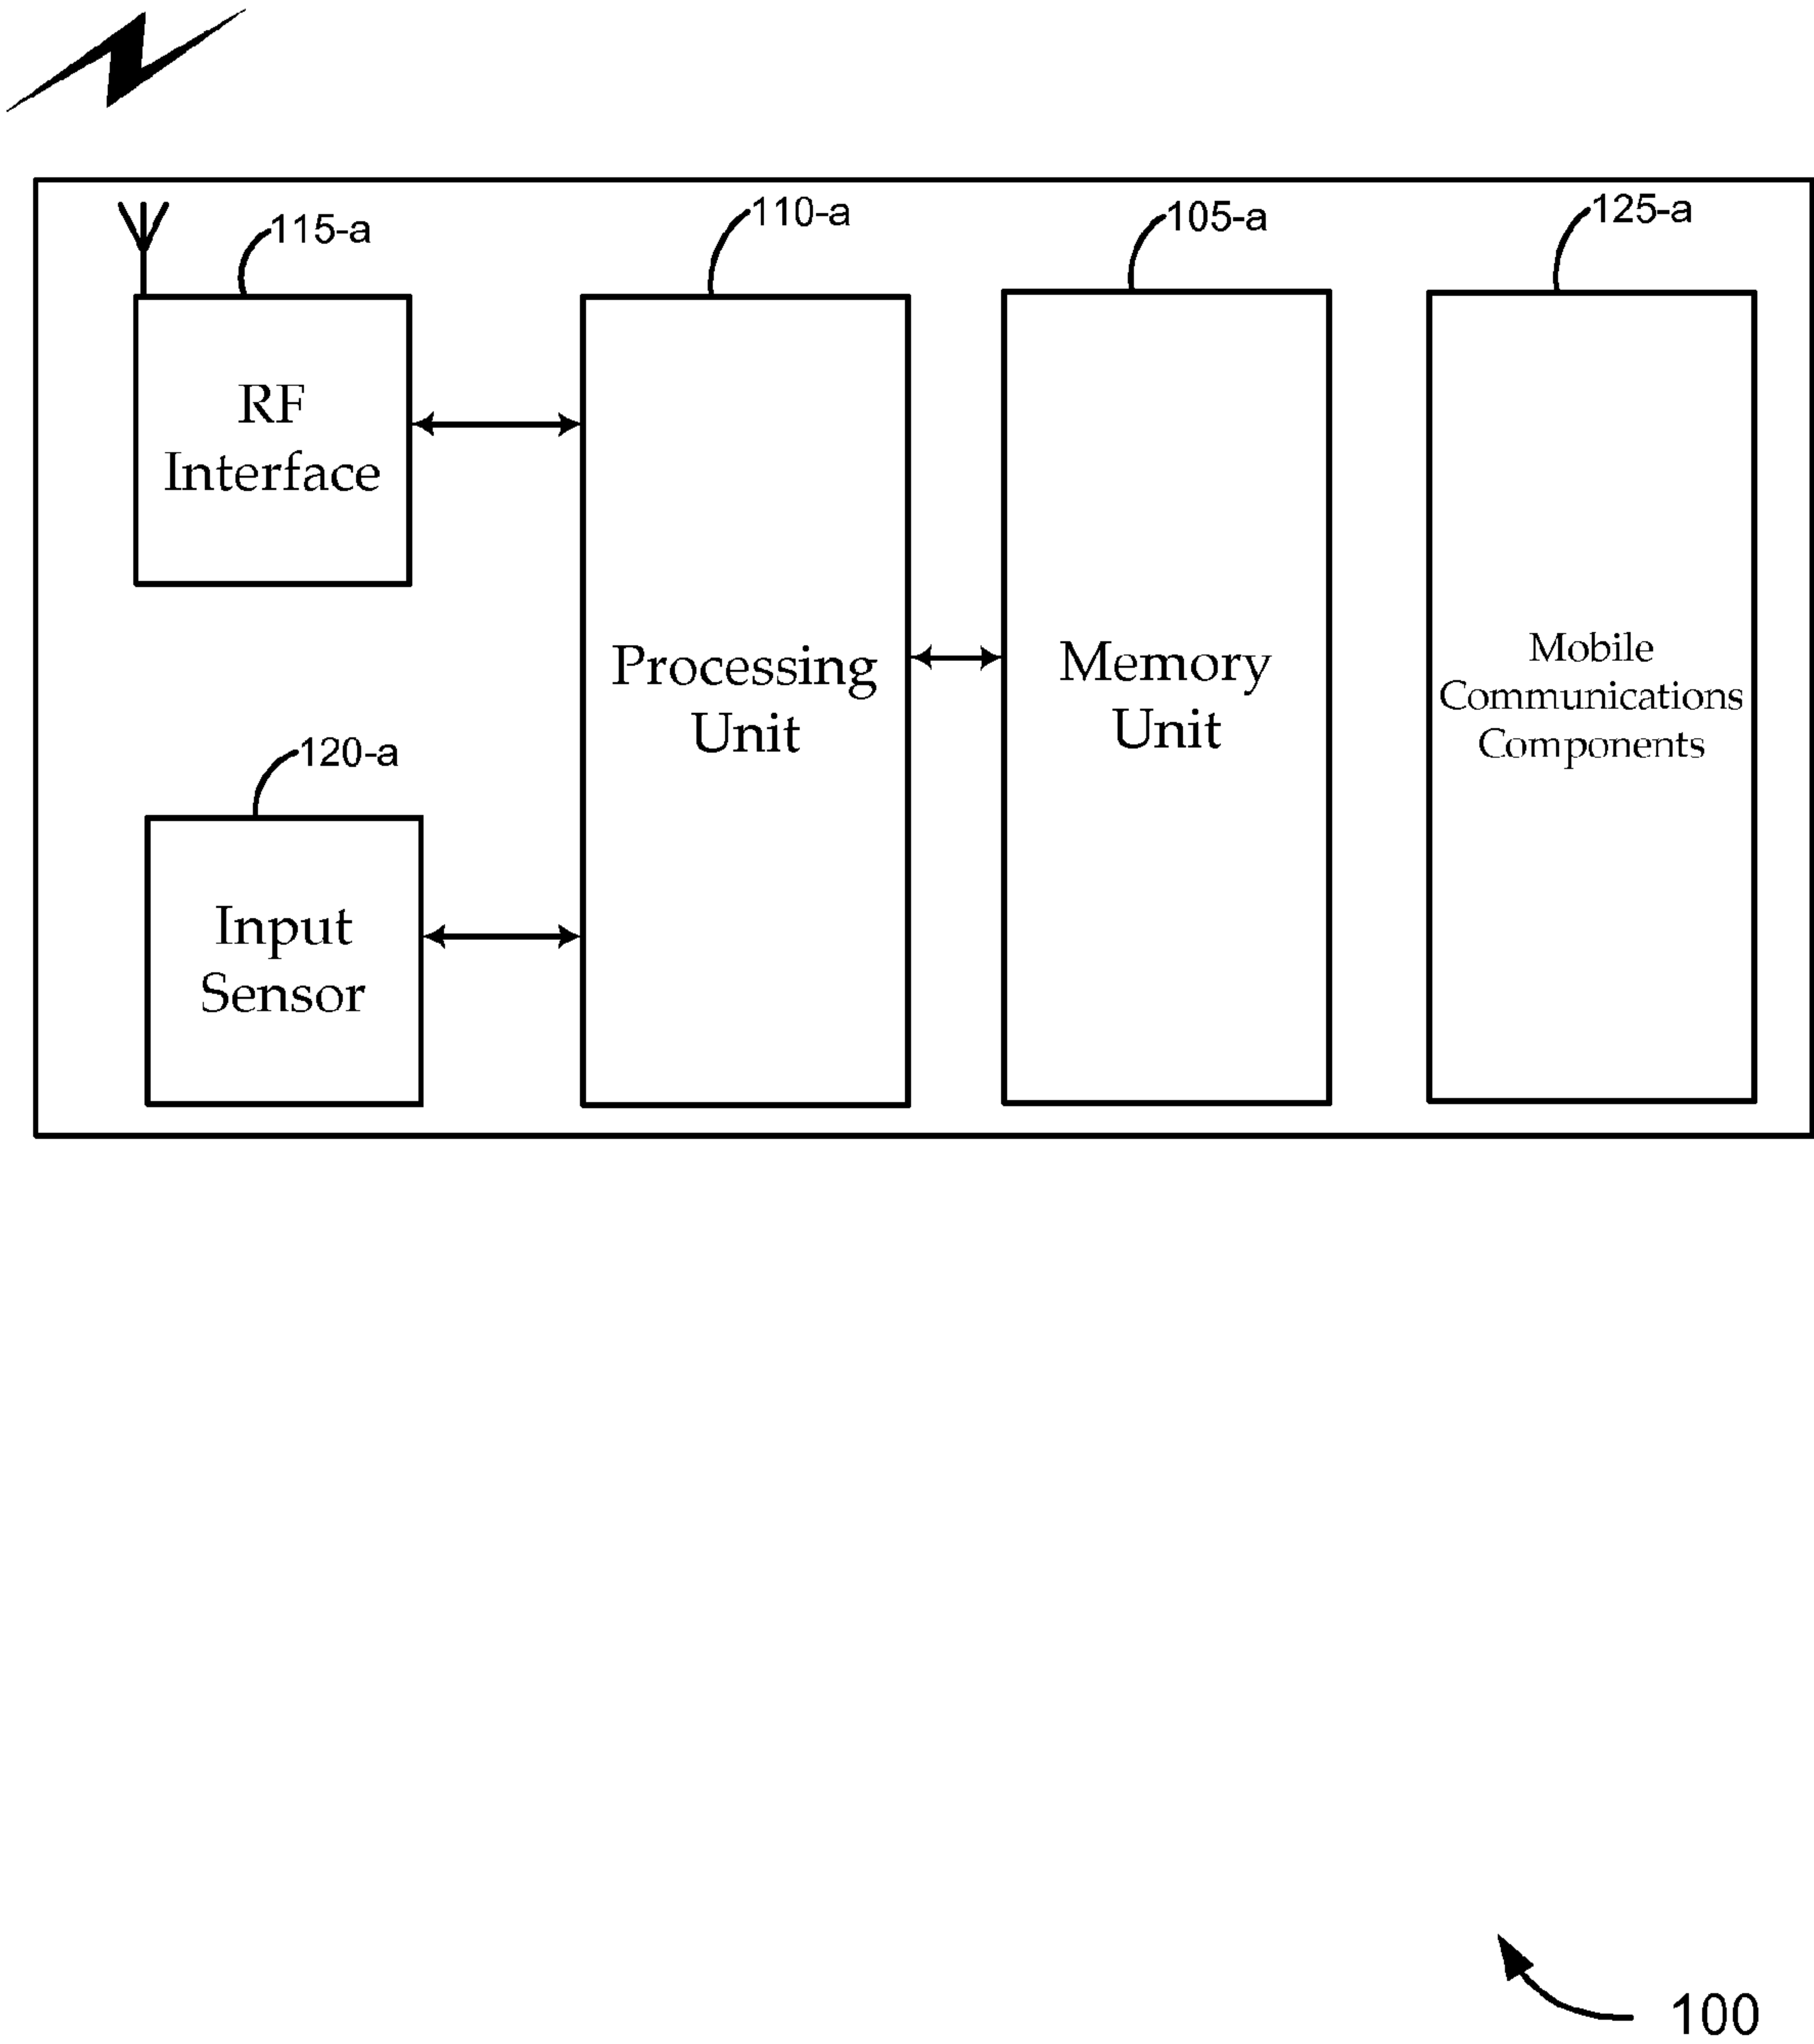 115-a
110-a
105-a
125-a
RF
Interface
Processing
Unit
Memory
Unit
Mobile
Communications
Components
120-a
Input
Sensor
100